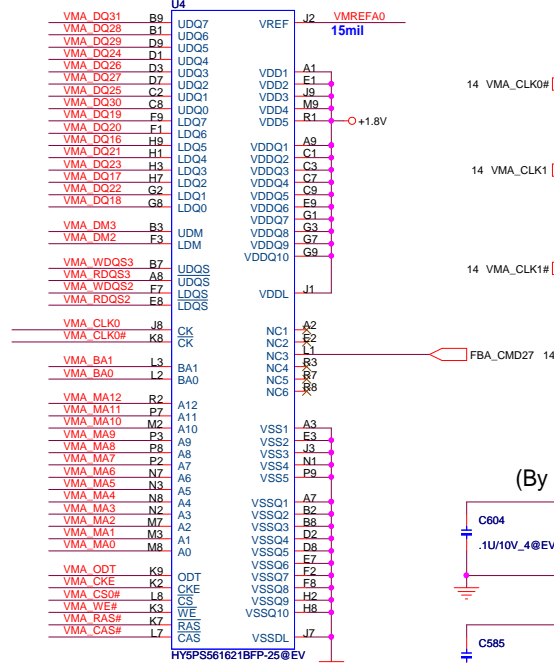 U4
VMA_DQ31 B9 UDQ7 VREF J2 VMREFA0
VMA_DQ28 B1 UDQ6 15mil
VMA_DQ29 D9 UDQ5
VMA_DQ24 D1 UDQ4
VMA_DQ26 D3 UDQ3 VDD1 A1
VMA_DQ27 D7 UDQ2 VDD2 E1
VMA_DQ25 C2 UDQ1 VDD3 J9 14 VMA_CLK0#
VMA_DQ30 C8 UDQ0 VDD4 M9
VMA_DQ19 F9 LDQ7 VDD5 R1 +1.8V
VMA_DQ20 F1 LDQ6
VMA_DQ16 H9 LDQ5 VDDQ1 A9
VMA_DQ21 H1 LDQ4 VDDQ2 C1
VMA_DQ23 H3 LDQ3 VDDQ3 C3 14 VMA_CLK1
VMA_DQ17 H7 LDQ2 VDDQ4 C7
VMA_DQ22 G2 LDQ1 VDDQ5 C9
VMA_DQ18 G8 LDQ0 VDDQ6 E9
VDDQ7 G1
VMA_DM3 B3 UDM VDDQ8 G3
VMA_DM2 F3 LDM VDDQ9 G7
VDDQ10 G9
VMA_WDQS3 B7 UDQS 14 VMA_CLK1#
VMA_RDQS3 A8 UDQS
VMA_WDQS2 F7 LDQS VDDL J1
VMA_RDQS2 E8 LDQS
VMA_CLK0 J8 CK NC1 A2
VMA_CLK0# K8 CK NC2 E2
NC3 L1 FBA_CMD27 14
VMA_BA1 L3 BA1 NC4 R3
VMA_BA0 L2 BA0 NC5 R7
NC6 R8
VMA_MA12 R2 A12
VMA_MA11 P7 A11
VMA_MA10 M2 A10 VSS1 A3
VMA_MA9 P3 A9 VSS2 E3
VMA_MA8 P8 A8 VSS3 J3
VMA_MA7 P2 A7 VSS4 N1
VMA_MA6 N7 A6 VSS5 P9 (By
VMA_MA5 N3 A5
VMA_MA4 N8 A4 VSSQ1 A7
VMA_MA3 N2 A3 VSSQ2 B2
VMA_MA2 M7 A2 VSSQ3 B8 C604
VMA_MA1 M3 A1 VSSQ4 D2
VMA_MA0 M8 A0 VSSQ5 D8 .1U/10V_4@EV
VSSQ6 E7
VMA_ODT K9 ODT VSSQ7 F2
VMA_CKE K2 CKE VSSQ8 F8
VMA_CS0# L8 CS VSSQ9 H2
VMA_WE# K3 WE VSSQ10 H8
VMA_RAS# K7 RAS
VMA_CAS# L7 CAS VSSDL J7 C585
HY5PS561621BFP-25@EV